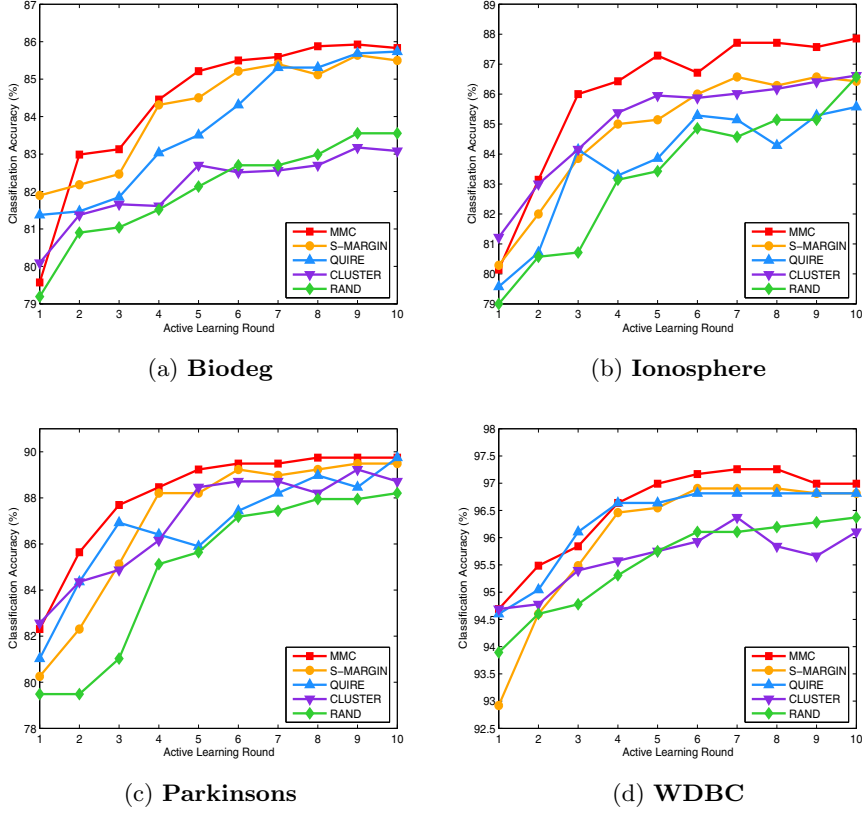 87
86
85
84
83
82
81
80
79
1 2 3 4 5 6 7 8 9 10
Classification Accuracy (%)
Active Learning Round
MMC
S−MARGIN
QUIRE
CLUSTER
RAND
(a) Biodeg
89
88
87
86
85
84
83
82
81
80
79
1 2 3 4 5 6 7 8 9 10
Classification Accuracy (%)
Active Learning Round
MMC
S−MARGIN
QUIRE
CLUSTER
RAND
(b) Ionosphere
90
88
86
84
82
80
78
1 2 3 4 5 6 7 8 9 10
Classification Accuracy (%)
Active Learning Round
MMC
S−MARGIN
QUIRE
CLUSTER
RAND
(c) Parkinsons
98
97.5
97
96.5
96
95.5
95
94.5
94
93.5
93
92.5
1 2 3 4 5 6 7 8 9 10
Classification Accuracy (%)
Active Learning Round
MMC
S−MARGIN
QUIRE
CLUSTER
RAND
(d) WDBC